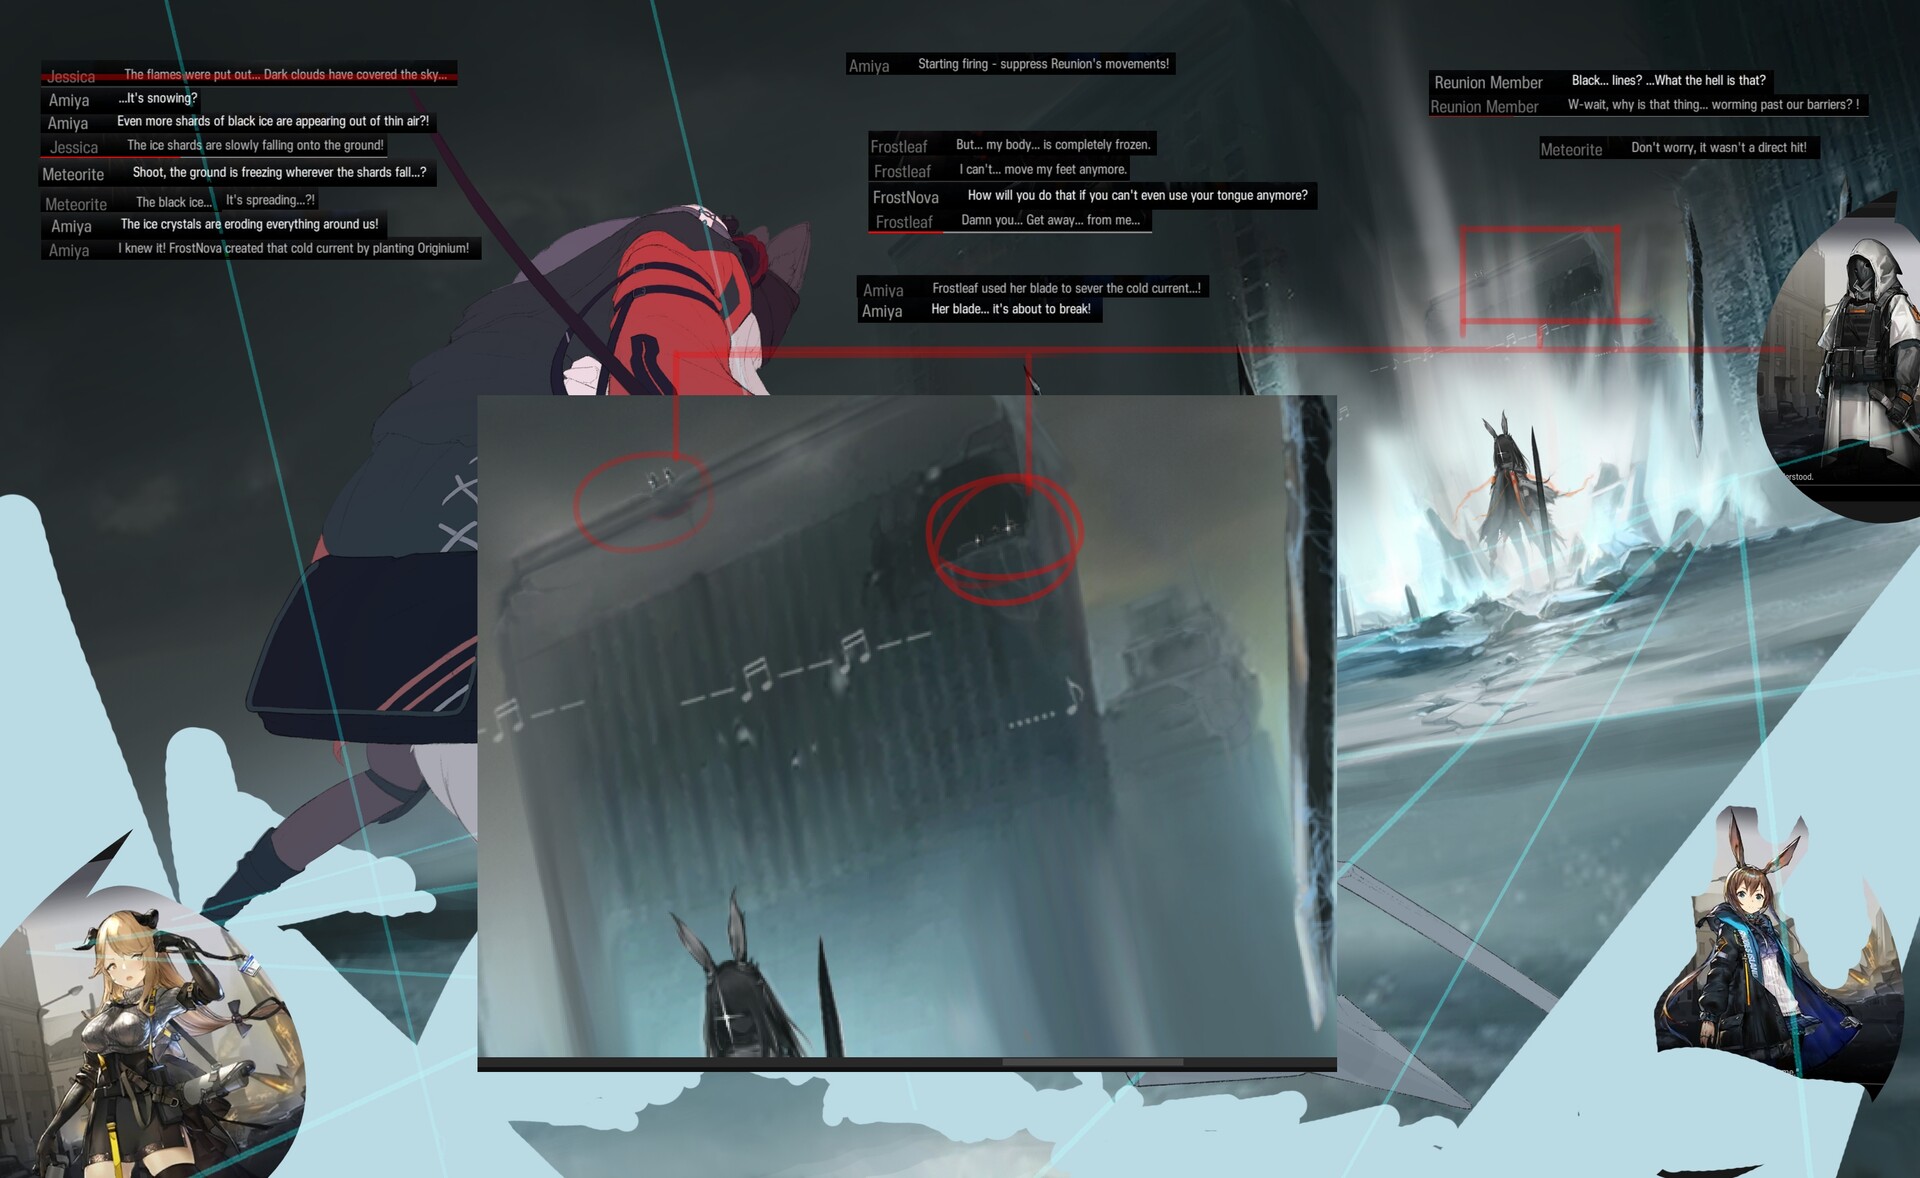 Jessica The flames were put out... Dark clouds have covered the sky...
Amiya ...It's snowing?
Amiya Even more shards of black ice are appearing out of thin air?!
Jessica The ice shards are slowly falling onto the ground!
Meteorite Shoot, the ground is freezing wherever the shards fall...?
Meteorite The black ice... It's spreading...?!
Amiya The ice crystals are eroding everything around us!
Amiya I knew it! FrostNova created that cold current by planting Originium!
Amiya Starting firing - suppress Reunion's movements!
Frostleaf But... my body... is completely frozen.
Frostleaf I can't... move my feet anymore.
FrostNova How will you do that if you can't even use your tongue anymore?
Frostleaf Damn you... Get away... from me...
Amiya Frostleaf used her blade to sever the cold current...!
Amiya Her blade... it's about to break!
Reunion Member Black... lines? ...What the hell is that?
Reunion Member W-wait, why is that thing... worming past our barriers? !
Meteorite Don't worry, it wasn't a direct hit!